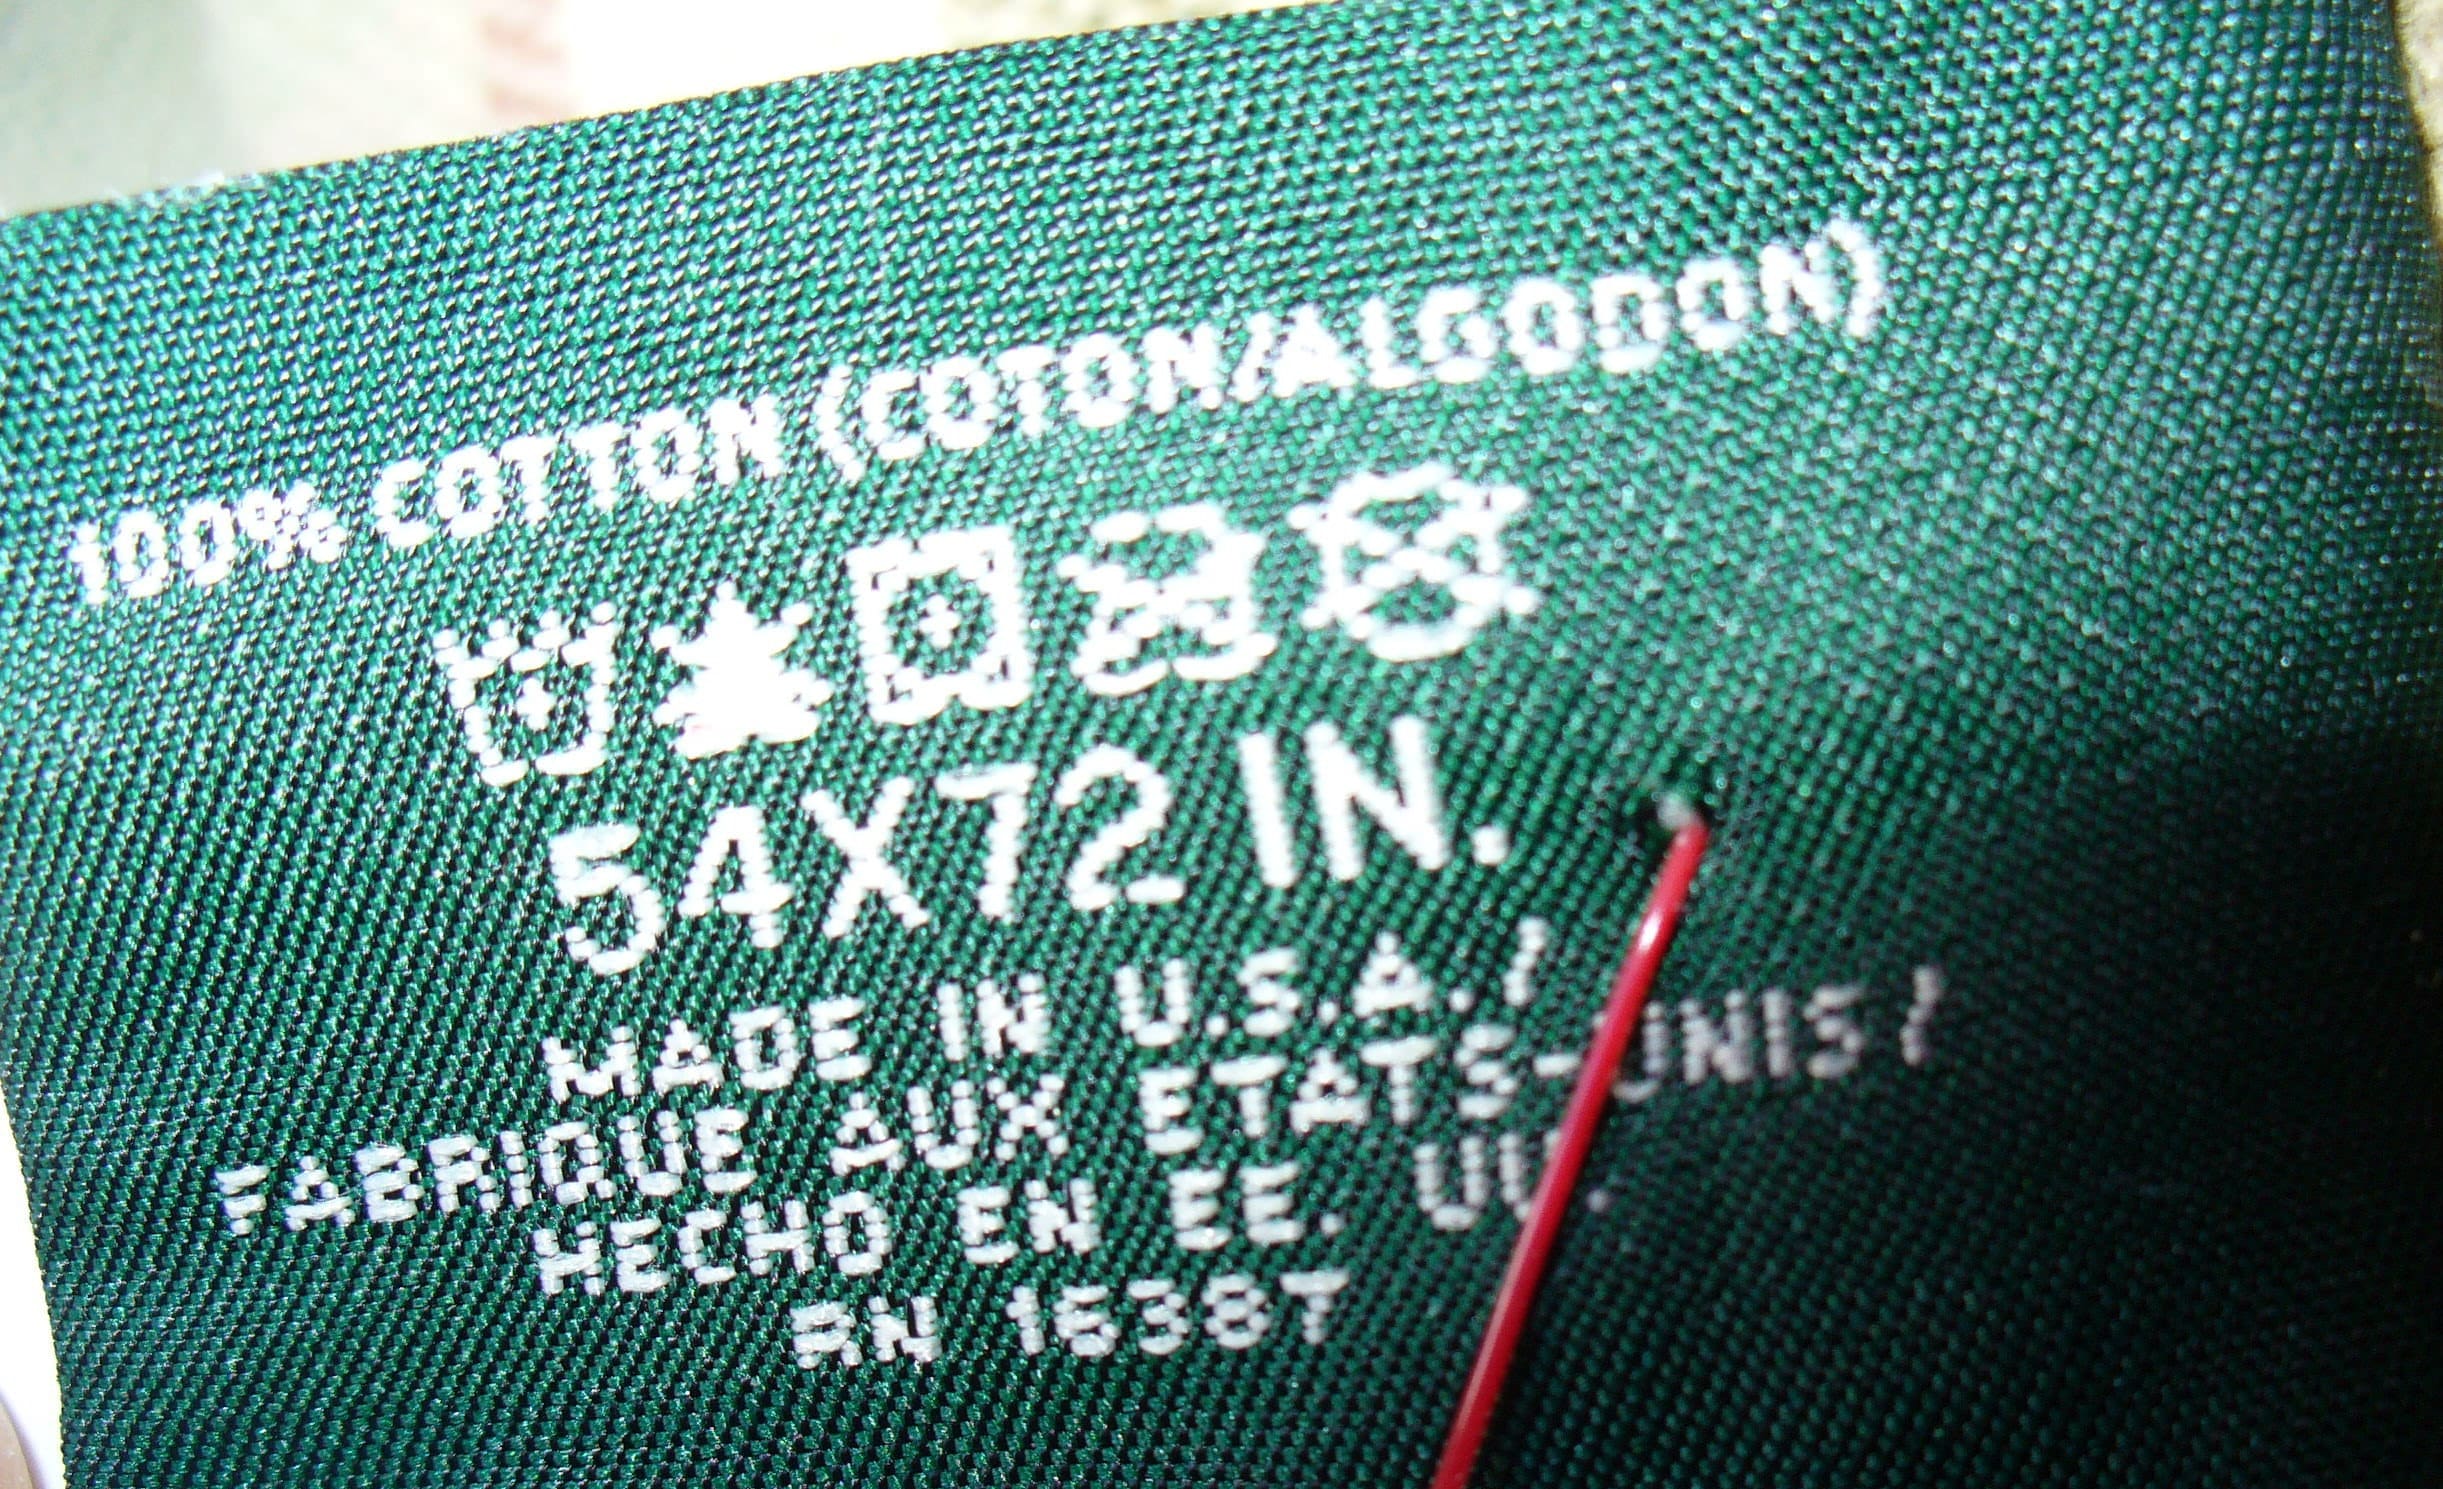 100% COTTON (COTON/ALGODON)
54X72 IN.
MADE IN U.S.A./
FABRIQUE AUX ETATS-UNIS/
HECHO EN EE. UU.
RN 16387